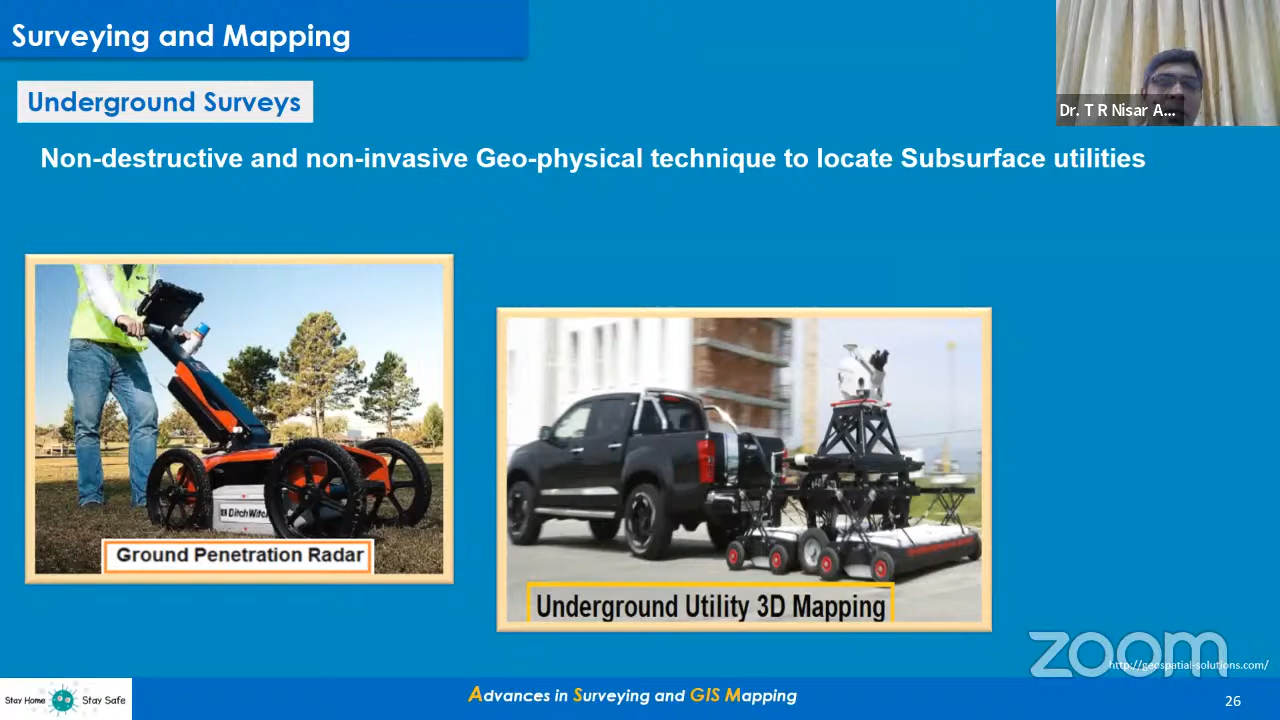 Surveying and Mapping
Dr. T R Nisar A...
Underground Surveys
Non-destructive and non-invasive Geo-physical technique to locate Subsurface utilities
DitchWitch
Ground Penetration Radar
Underground Utility 3D Mapping
zoom
http://geospatial-solutions.com/
Stay Home Stay Safe
Advances in Surveying and GIS Mapping
26